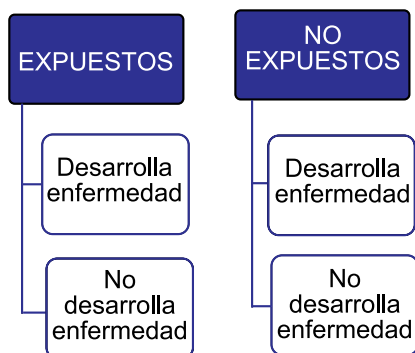 EXPUESTOS
Desarrolla
enfermedad
No
desarrolla
enfermedad
NO
EXPUESTOS
Desarrolla
enfermedad
No
desarrolla
enfermedad